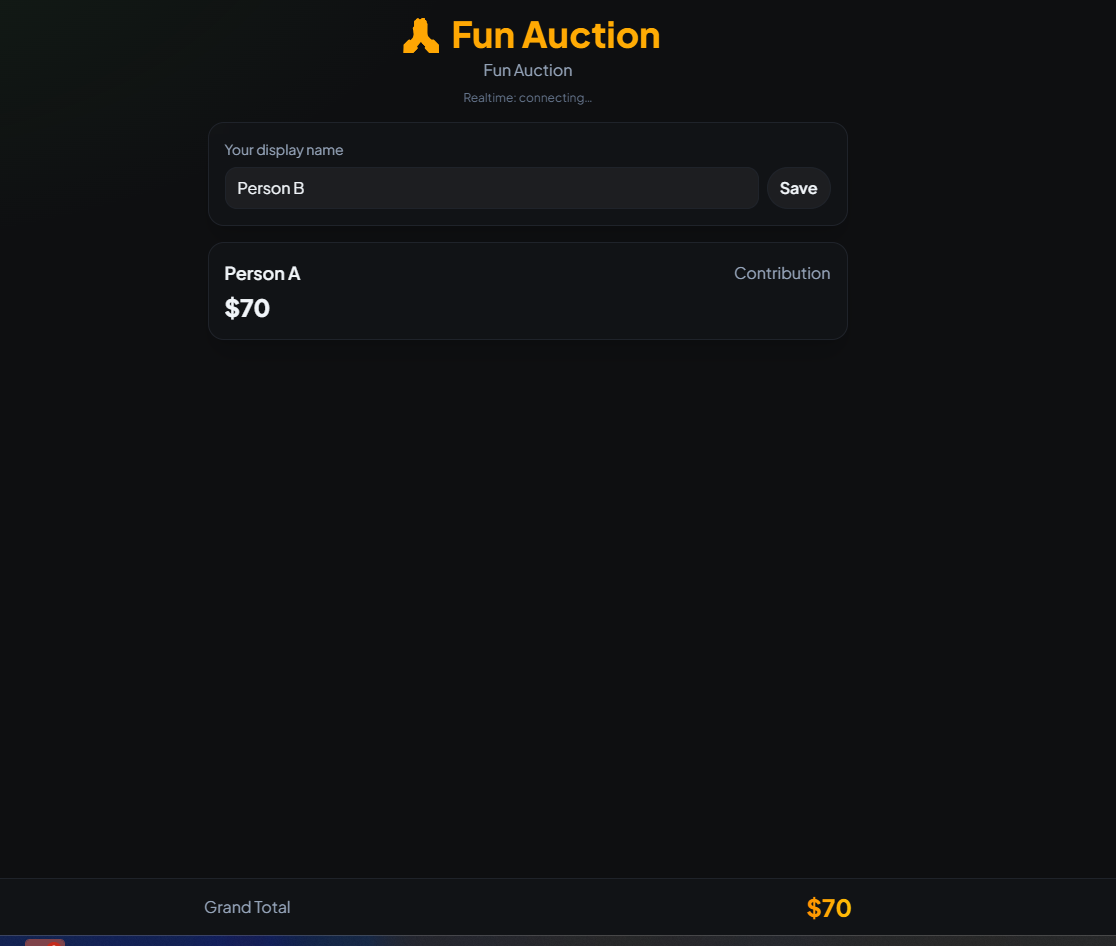 Fun Auction
Fun Auction
Realtime: connecting…
Your display name
Person B
Save
Person A
Contribution
$70
Grand Total
$70